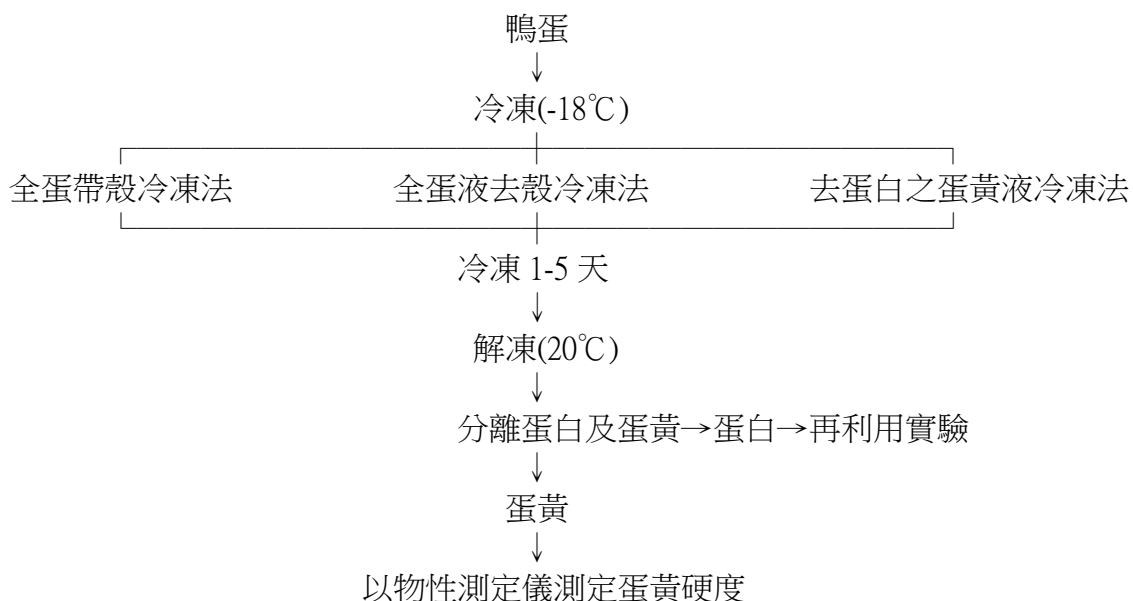 鴨蛋
↓
冷凍(-18℃)
全蛋帶殼冷凍法 全蛋液去殼冷凍法 去蛋白之蛋黃液冷凍法
冷凍 1-5 天
↓
解凍(20℃)
↓
分離蛋白及蛋黃→蛋白→再利用實驗
↓
蛋黃
↓
以物性測定儀測定蛋黃硬度